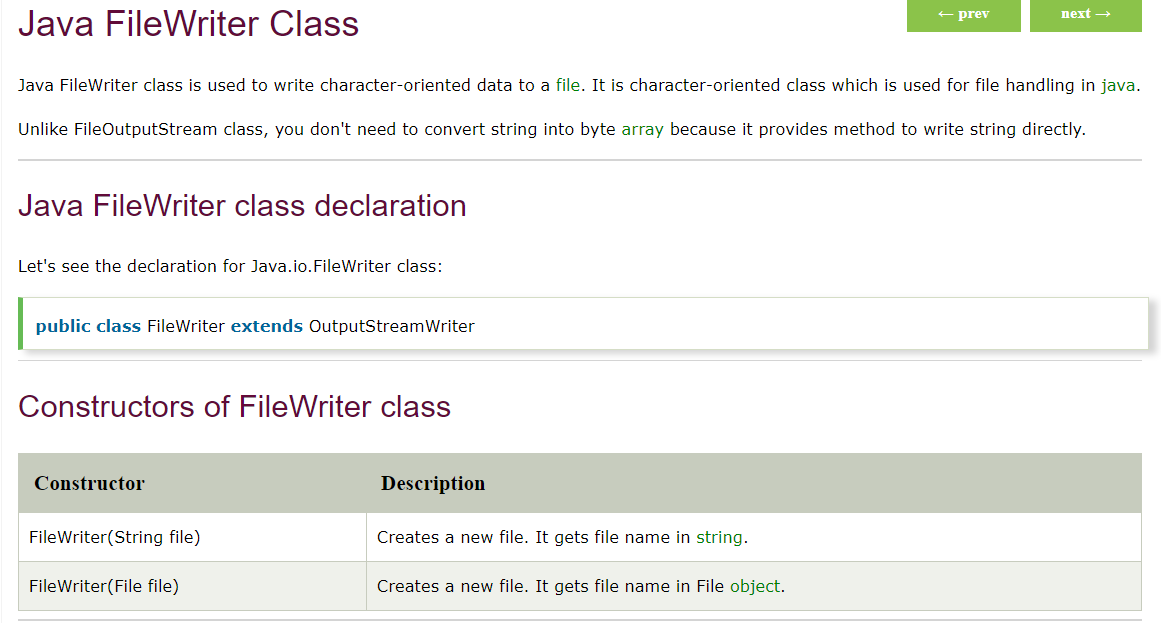 Java FileWriter Class
← prev
next →
Java FileWriter class is used to write character-oriented data to a file. It is character-oriented class which is used for file handling in java.
Unlike FileOutputStream class, you don't need to convert string into byte array because it provides method to write string directly.
Java FileWriter class declaration
Let's see the declaration for Java.io.FileWriter class:
public class FileWriter extends OutputStreamWriter
Constructors of FileWriter class
Constructor Description
FileWriter(String file) Creates a new file. It gets file name in string.
FileWriter(File file) Creates a new file. It gets file name in File object.